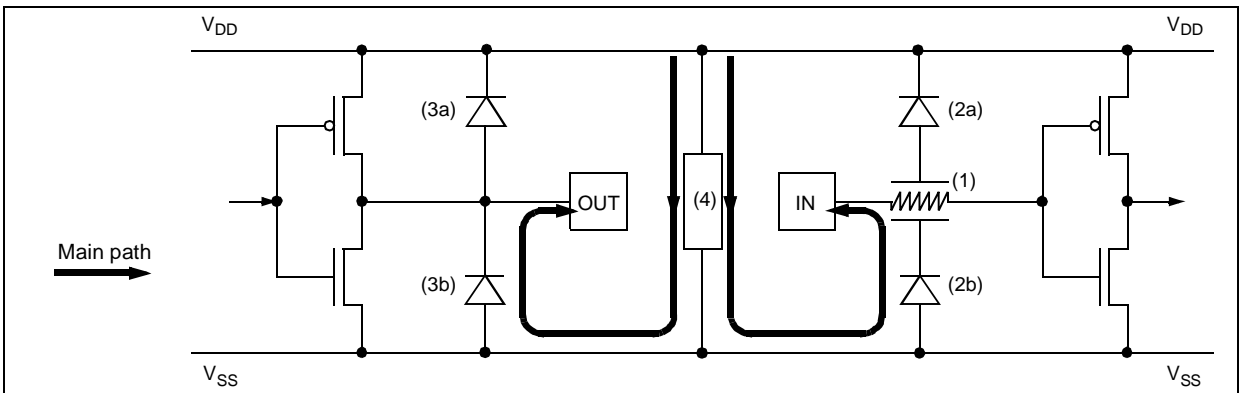 VDD VDD
(3a) (2a)
(1)
OUT (4) IN
Main path
(3b) (2b)
VSS VSS